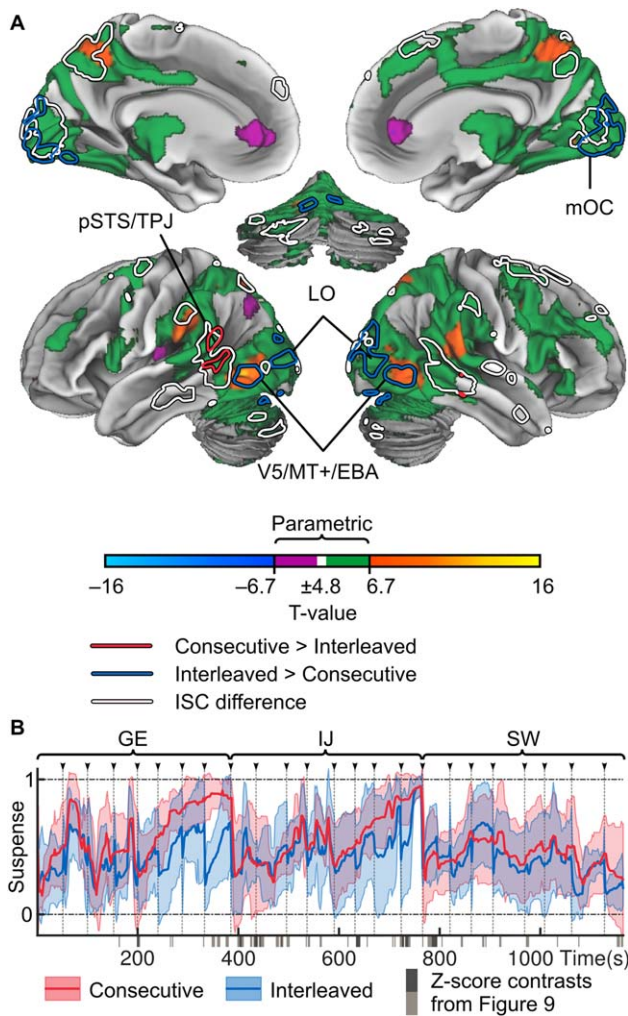 A
mOC
pSTS/TPJ
LO
V5/MT+/EBA
Parametric
−16
−6.7
±4.8
6.7
16
T-value
Consecutive > Interleaved
Interleaved > Consecutive
ISC difference
B
GE
IJ
SW
1
Suspense
0
200
400
600
800
1000
Time(s)
Consecutive
Interleaved
Z-score contrasts
from Figure 9